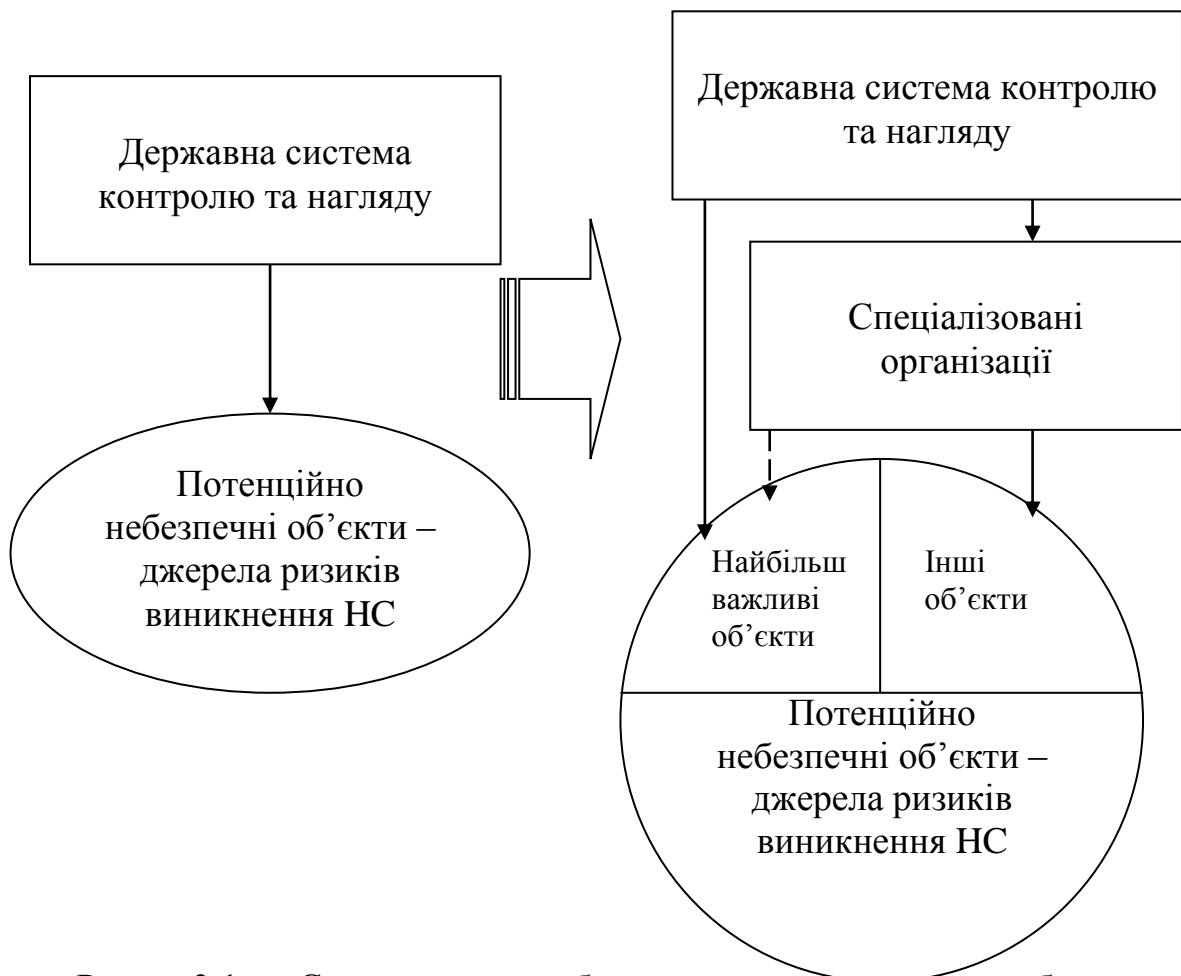 Державна система
контролю та нагляду
Потенційно
небезпечні об’єкти –
джерела ризиків
виникнення НС
Державна система контролю
та нагляду
Спеціалізовані
організації
Найбільш
важливі
об’єкти
Інші
об’єкти
Потенційно
небезпечні об’єкти –
джерела ризиків
виникнення НС